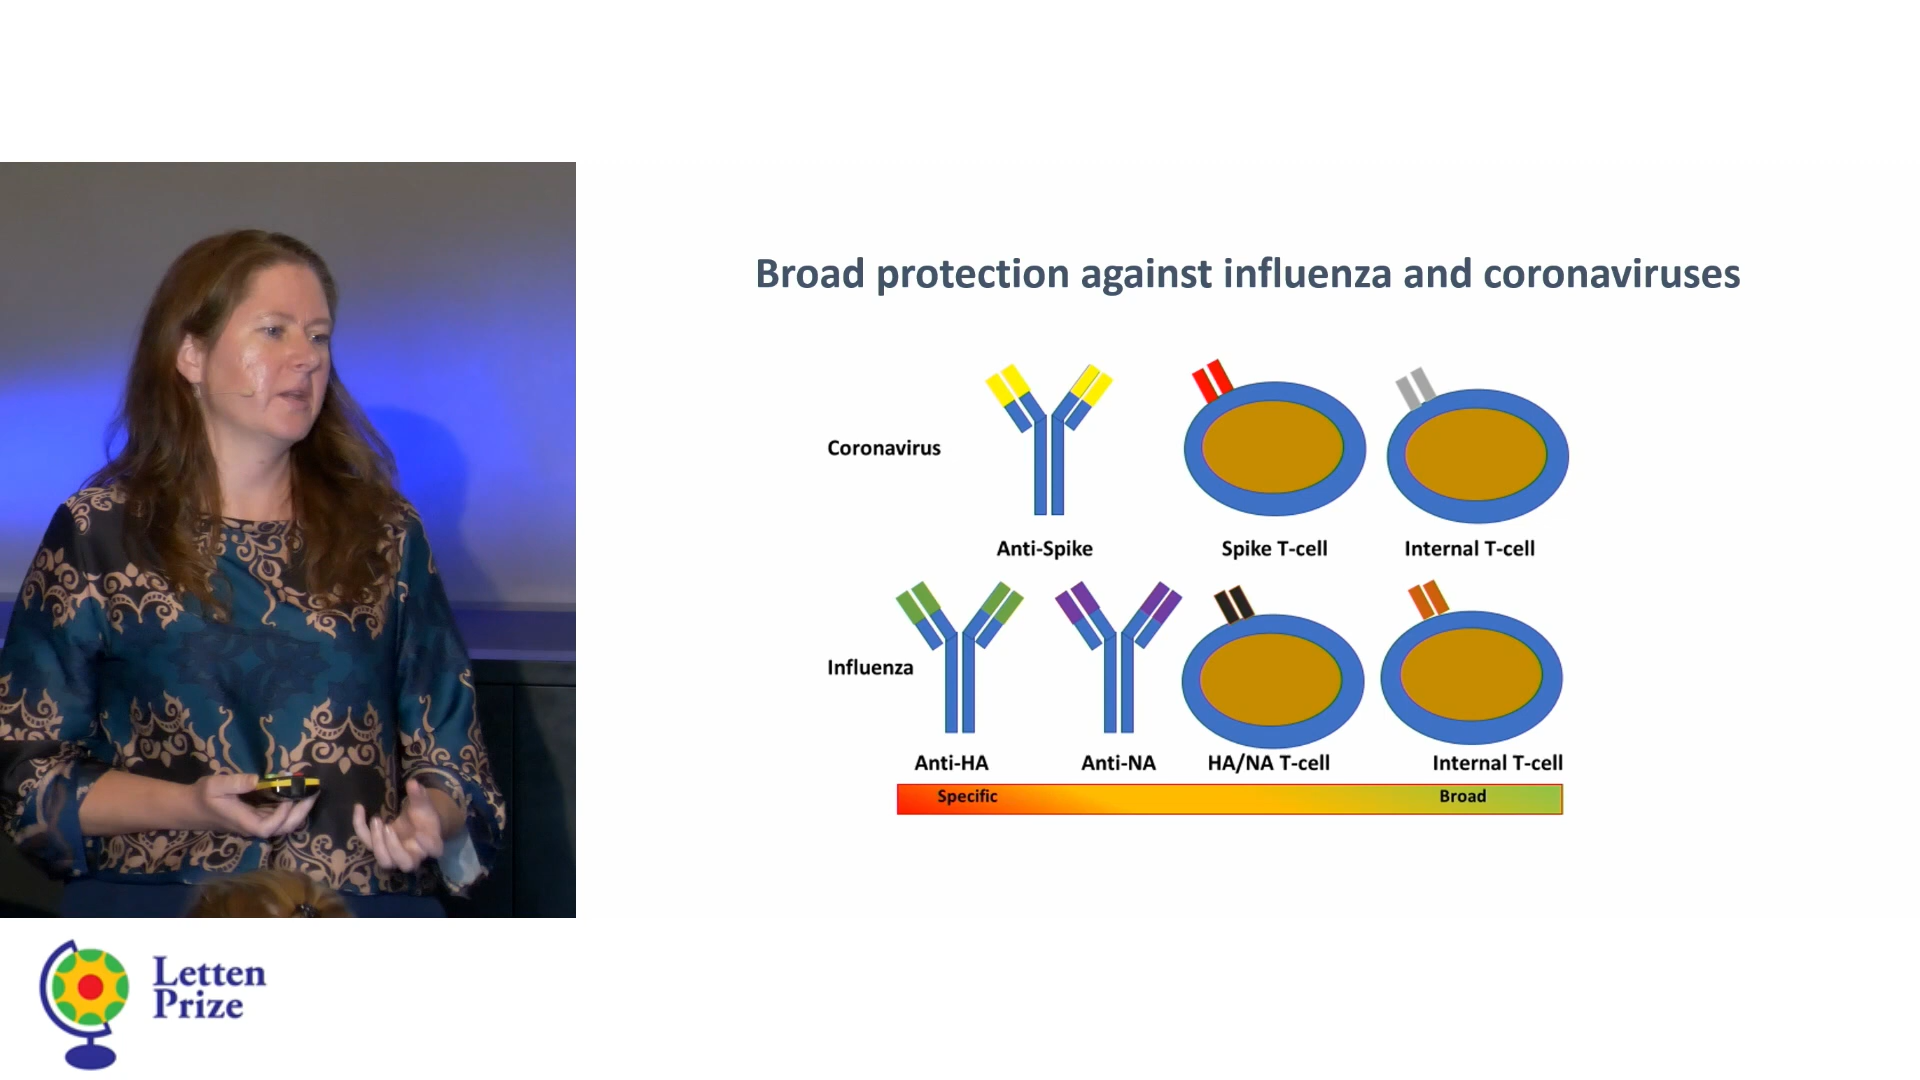 Broad protection against influenza and coronaviruses
Coronavirus
Anti-Spike
Spike T-cell
Internal T-cell
Influenza
Anti-HA
Anti-NA
HA/NA T-cell
Internal T-cell
Specific
Broad
Letten
Prize